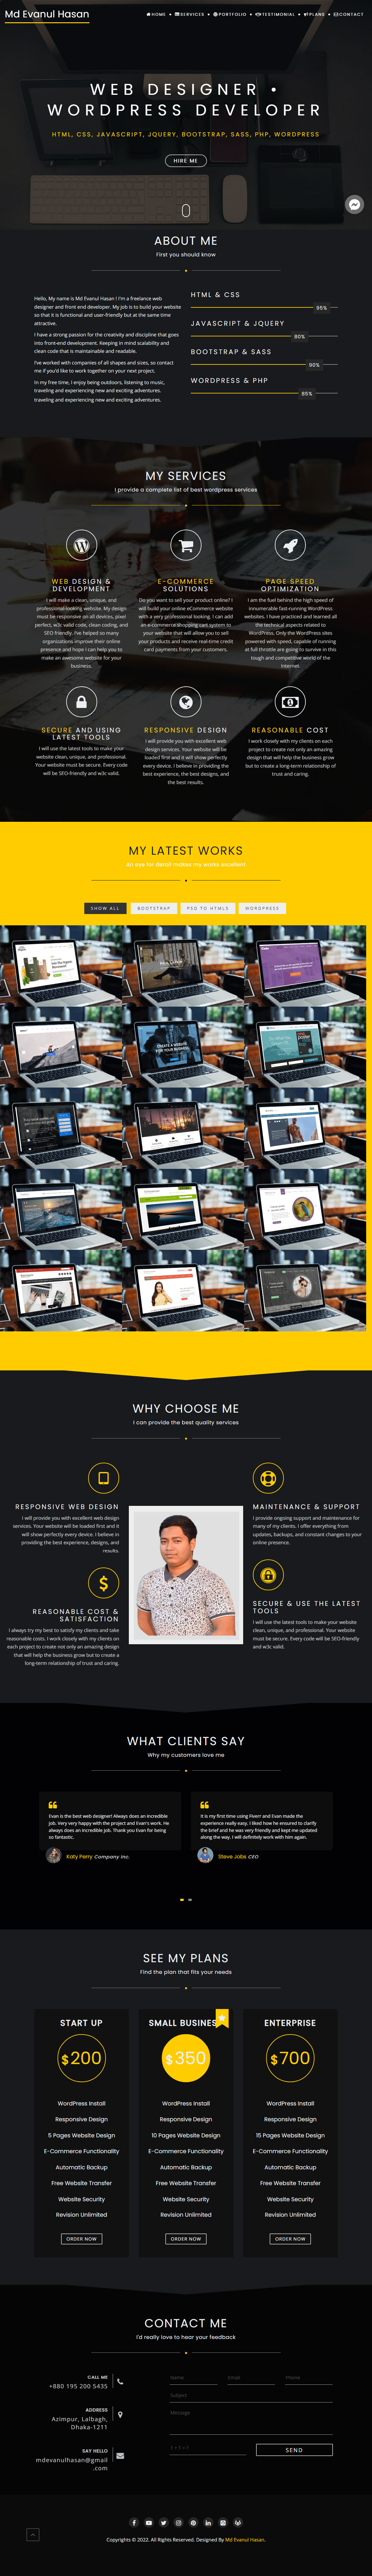 Md Evanul Hasan
HOME • SERVICES • PORTFOLIO • TESTIMONIAL • PLANS • CONTACT
WEB DESIGNER •
WORDPRESS DEVELOPER
HTML, CSS, JAVASCRIPT, JQUERY, BOOTSTRAP, SASS, PHP, WORDPRESS
HIRE ME
ABOUT ME
First you should know
Hello, My name is Md Evanul Hasan ! I'm a freelance web
designer and front end developer. My job is to build your website
so that it is functional and user-friendly but at the same time
attractive.
I have a strong passion for the creativity and discipline that goes
into front-end development. Keeping in mind scalability and
clean code that is maintainable and readable.
I've worked with companies of all shapes and sizes, so contact
me if you'd like to work together on your next project.
In my free time, I enjoy being outdoors, listening to music,
traveling and experiencing new and exciting adventures.
traveling and experiencing new and exciting adventures.
HTML & CSS
95%
JAVASCRIPT & JQUERY
80%
BOOTSTRAP & SASS
90%
WORDPRESS & PHP
85%
MY SERVICES
I provide a complete list of best wordpress services
WEB DESIGN &
DEVELOPMENT
I will make a clean, unique, and
professional-looking website. My design
must be responsive on all devices, pixel
perfect, w3c valid code, clean coding, and
SEO friendly. I've helped so many
organizations improve their online
presence and hope I can help you to
make an awesome website for your
business.
E-COMMERCE
SOLUTIONS
Do you want to sell your product online? I
will build your online eCommerce website
with a very professional looking. I can add
an e-commerce shopping cart system to
your website that will allow you to sell
your products and receive real-time credit
card payments from your customers.
PAGE SPEED
OPTIMIZATION
I am the fuel behind the high speed of
innumerable fast-running WordPress
websites. I have practiced and learned all
the technical aspects related to
WordPress. Only the WordPress sites
powered with speed, capable of operating
at full throttle are going to survive in this
tough and competitive world of the
Internet.
SECURE AND USING
LATEST TOOLS
I will use the latest tools to make your
website clean, unique, and professional.
Your website must be secure. Every code
will be SEO-friendly and w3c valid.
RESPONSIVE DESIGN
I will provide you with excellent web
design services. Your website will be
loaded first and it will show perfectly
every device. I believe in providing the
best experience, the best designs, and
the best results.
REASONABLE COST
I work closely with my clients on each
project to create not only an amazing
design that will help the business grow
but to create a long-term relationship of
trust and caring.
MY LATEST WORKS
An eye for detail makes my works excellent
SHOW ALL
BOOTSTRAP
PSD TO HTML5
WORDPRESS
CREATE A WEBSITE
FOR YOUR BUSINESS
WHY CHOOSE ME
I can provide the best quality services
RESPONSIVE WEB DESIGN
I will provide you with excellent web design
services. Your website will be loaded first and it
will show perfectly every device. I believe in
providing the best experience, designs, and
results.
REASONABLE COST &
SATISFACTION
I always try my best to satisfy my clients and take
reasonable costs. I work closely with my clients on
each project to create not only an amazing design
that will help the business grow but to create a
long-term relationship of trust and caring.
MAINTENANCE & SUPPORT
I provide ongoing support and maintenance for
many of my clients. I offer everything from
updates, backups, and constant changes to your
online presence.
SECURE & USE THE LATEST
TOOLS
I will use the latest tools to make your website
clean, unique, and professional. Your website
must be secure. Every code will be SEO-friendly
and w3c valid.
WHAT CLIENTS SAY
Why my customers love me
Evan is the best web designer! Always does an incredible
job. Very very happy with the project and Evan's work. He
always does an incredible job. Thank you Evan for being
so fantastic.
Katy Perry Company Inc.
It is my first time using Fiverr and Evan made the
experience really easy. I liked how he ensured to clarify
the brief and he was very friendly and kept me updated
along the way. I will definitely work with him again.
Steve Jobs CEO
SEE MY PLANS
Find the plan that fits your needs
START UP
$200
WordPress Install
Responsive Design
5 Pages Website Design
E-Commerce Functionality
Automatic Backup
Free Website Transfer
Website Security
Revision Unlimited
ORDER NOW
SMALL BUSINES
$350
WordPress Install
Responsive Design
10 Pages Website Design
E-Commerce Functionality
Automatic Backup
Free Website Transfer
Website Security
Revision Unlimited
ORDER NOW
ENTERPRISE
$700
WordPress Install
Responsive Design
15 Pages Website Design
E-Commerce Functionality
Automatic Backup
Free Website Transfer
Website Security
Revision Unlimited
ORDER NOW
CONTACT ME
I'd really love to hear your feedback
CALL ME
+880 195 200 5435
ADDRESS
Azimpur, Lalbagh,
Dhaka-1211
SAY HELLO
mdevanulhasan@gmail
.com
Name
Email
Phone
Subject
Message
SEND
Copyrights © 2022. All Rights Reserved. Designed By Md Evanul Hasan.